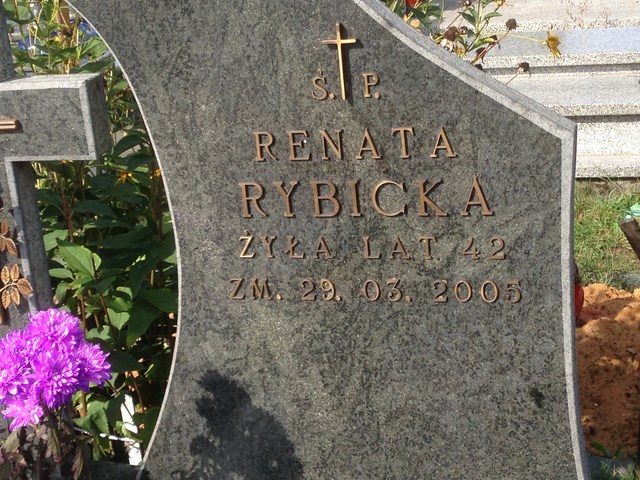 Ś. P.
RENATA
RYBICKA
ŻYŁA LAT 42
ZM. 29. 03. 2005